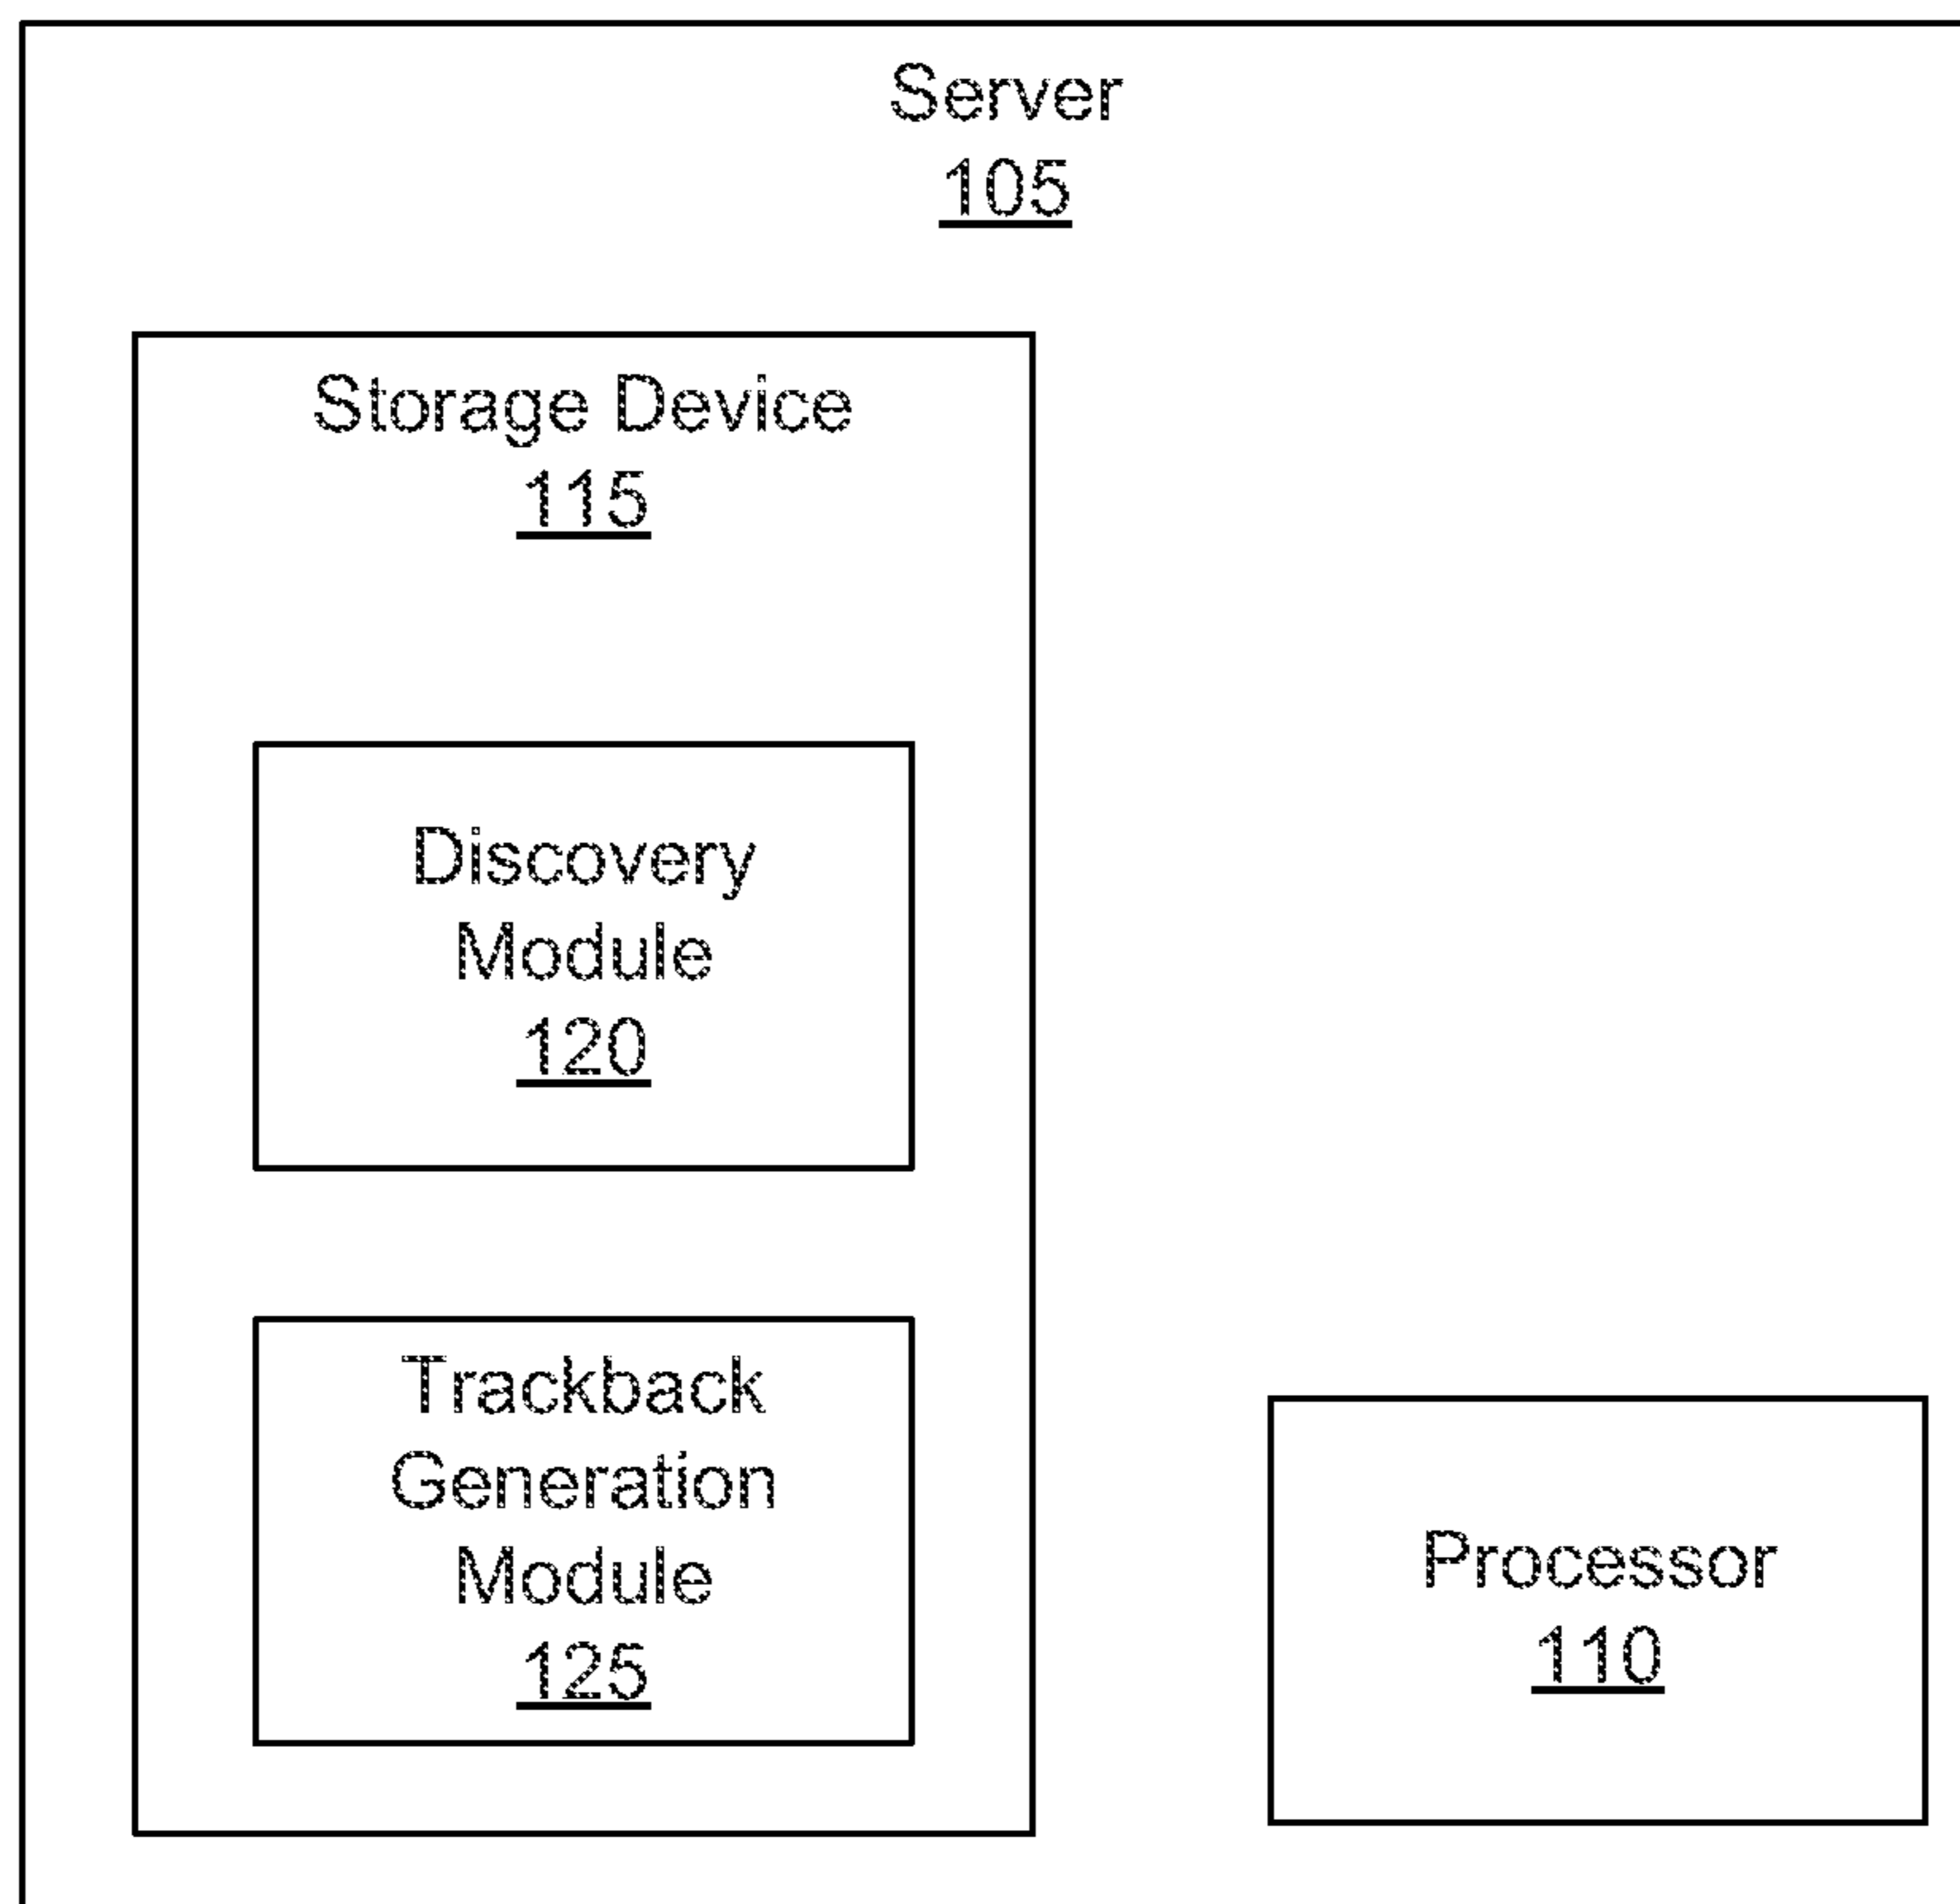 Server
105
Storage Device
115
Discovery
Module
120
Trackback
Generation
Module
125
Processor
110